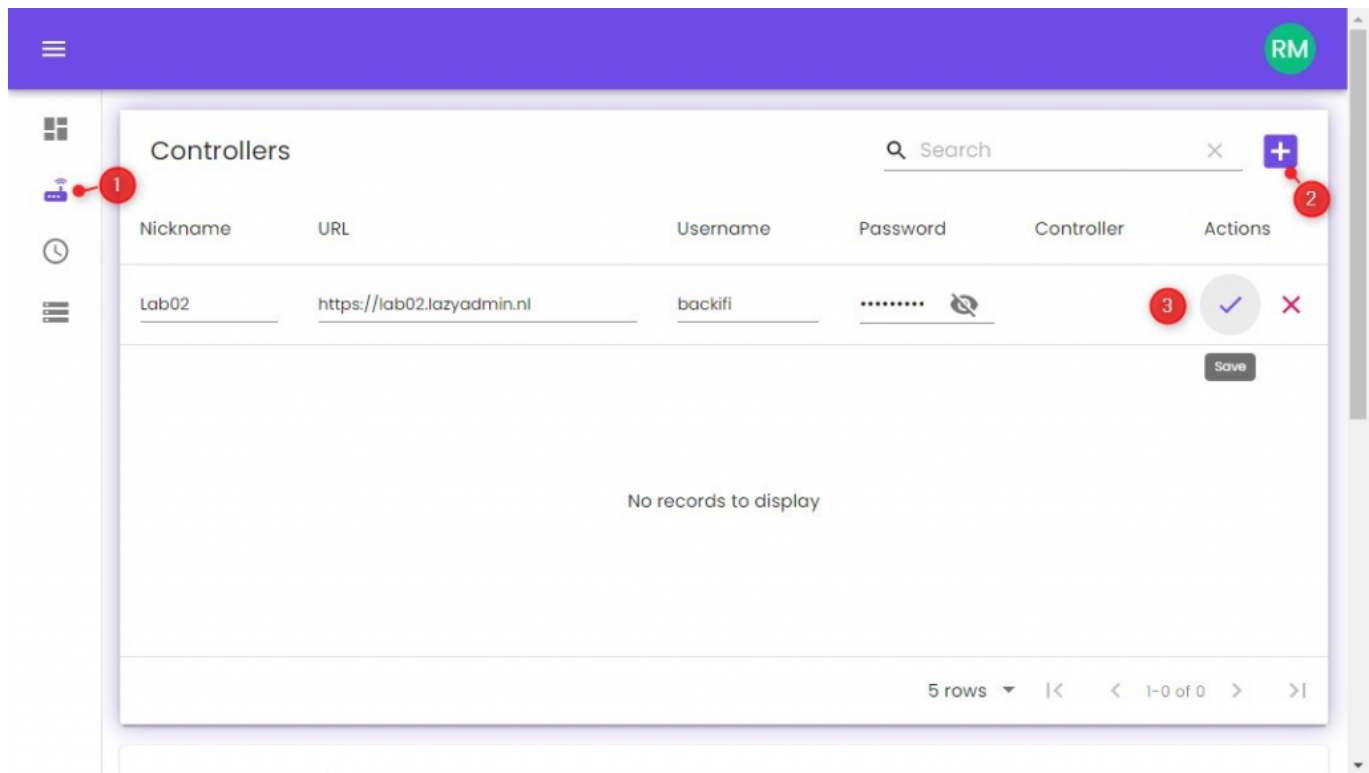 RM
Controllers
Search
1
2
Nickname URL Username Password Controller Actions
Lab02 https://lab02.lazyadmin.nl backifi ••••••••• 3
Save
No records to display
5 rows 1-0 of 0